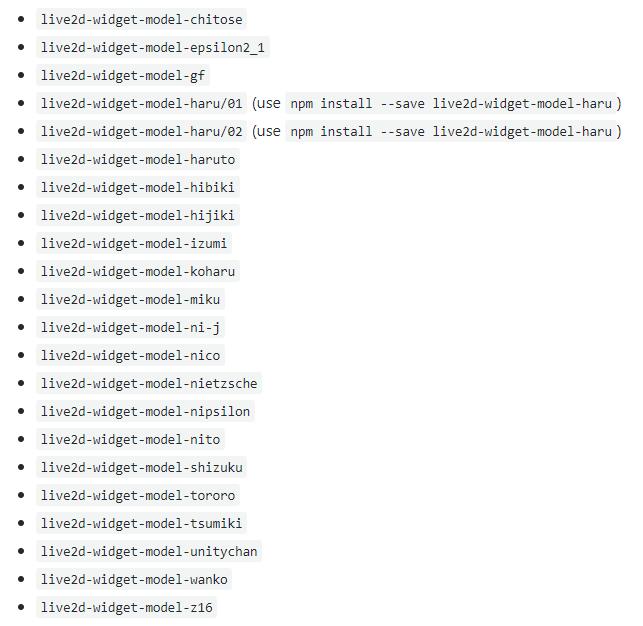 live2d-widget-model-chitose
live2d-widget-model-epsilon2_1
live2d-widget-model-gf
live2d-widget-model-haru/01 (use npm install --save live2d-widget-model-haru)
live2d-widget-model-haru/02 (use npm install --save live2d-widget-model-haru)
live2d-widget-model-haruto
live2d-widget-model-hibiki
live2d-widget-model-hijiki
live2d-widget-model-izumi
live2d-widget-model-koharu
live2d-widget-model-miku
live2d-widget-model-ni-j
live2d-widget-model-nico
live2d-widget-model-nietzsche
live2d-widget-model-nipsilon
live2d-widget-model-nito
live2d-widget-model-shizuku
live2d-widget-model-tororo
live2d-widget-model-tsumiki
live2d-widget-model-unitychan
live2d-widget-model-wanko
live2d-widget-model-z16